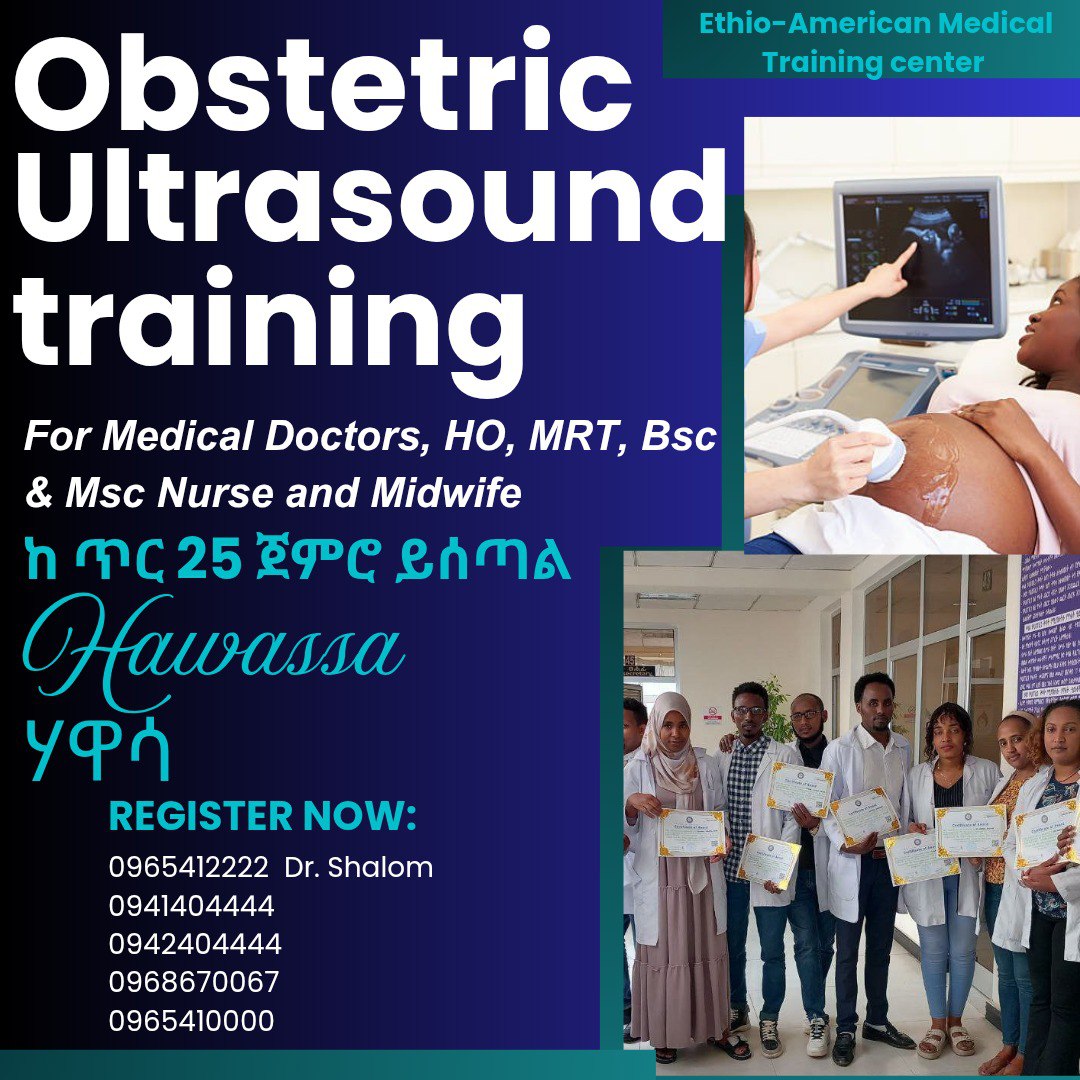 Ethio-American Medical
Training center
Obstetric
Ultrasound
training
For Medical Doctors, HO, MRT, Bsc
& Msc Nurse and Midwife
ከ ጥር 25 ጀምሮ ይሰጣል
Hawassa
ሃዋሳ
REGISTER NOW:
0965412222 Dr. Shalom
0941404444
0942404444
0968670067
0965410000